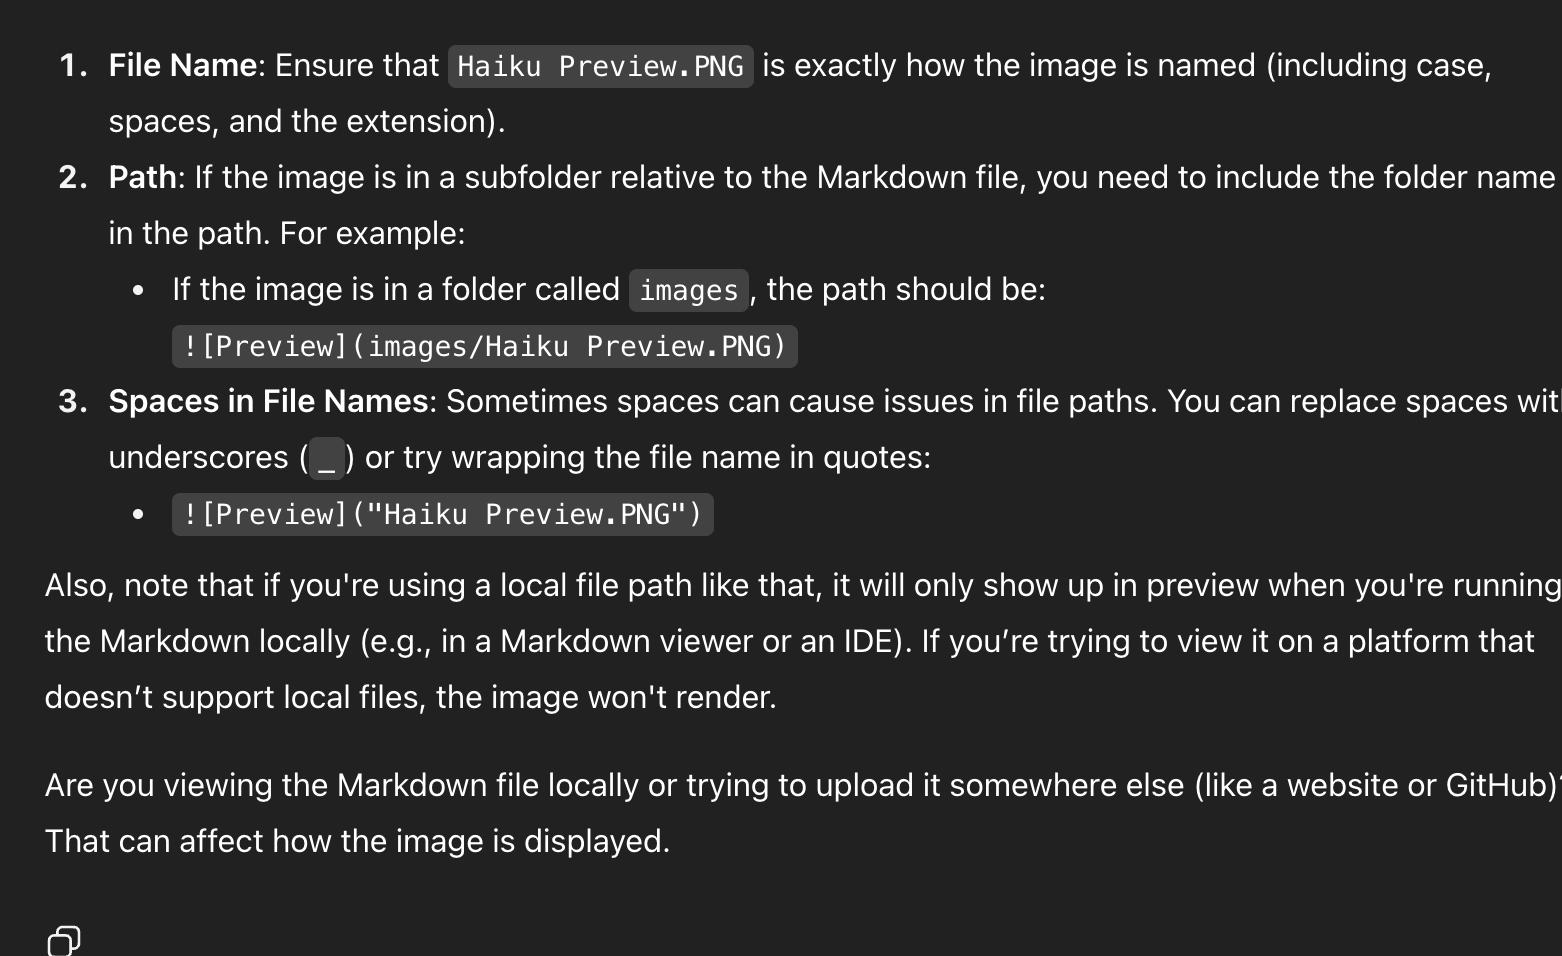 1. File Name: Ensure that Haiku Preview.PNG is exactly how the image is named (including case,
spaces, and the extension).
2. Path: If the image is in a subfolder relative to the Markdown file, you need to include the folder name
in the path. For example:
• If the image is in a folder called images, the path should be:
![Preview](images/Haiku Preview.PNG)
3. Spaces in File Names: Sometimes spaces can cause issues in file paths. You can replace spaces wit
underscores (_) or try wrapping the file name in quotes:
• ![Preview]("Haiku Preview.PNG")
Also, note that if you're using a local file path like that, it will only show up in preview when you're running
the Markdown locally (e.g., in a Markdown viewer or an IDE). If you’re trying to view it on a platform that
doesn’t support local files, the image won't render.
Are you viewing the Markdown file locally or trying to upload it somewhere else (like a website or GitHub)?
That can affect how the image is displayed.